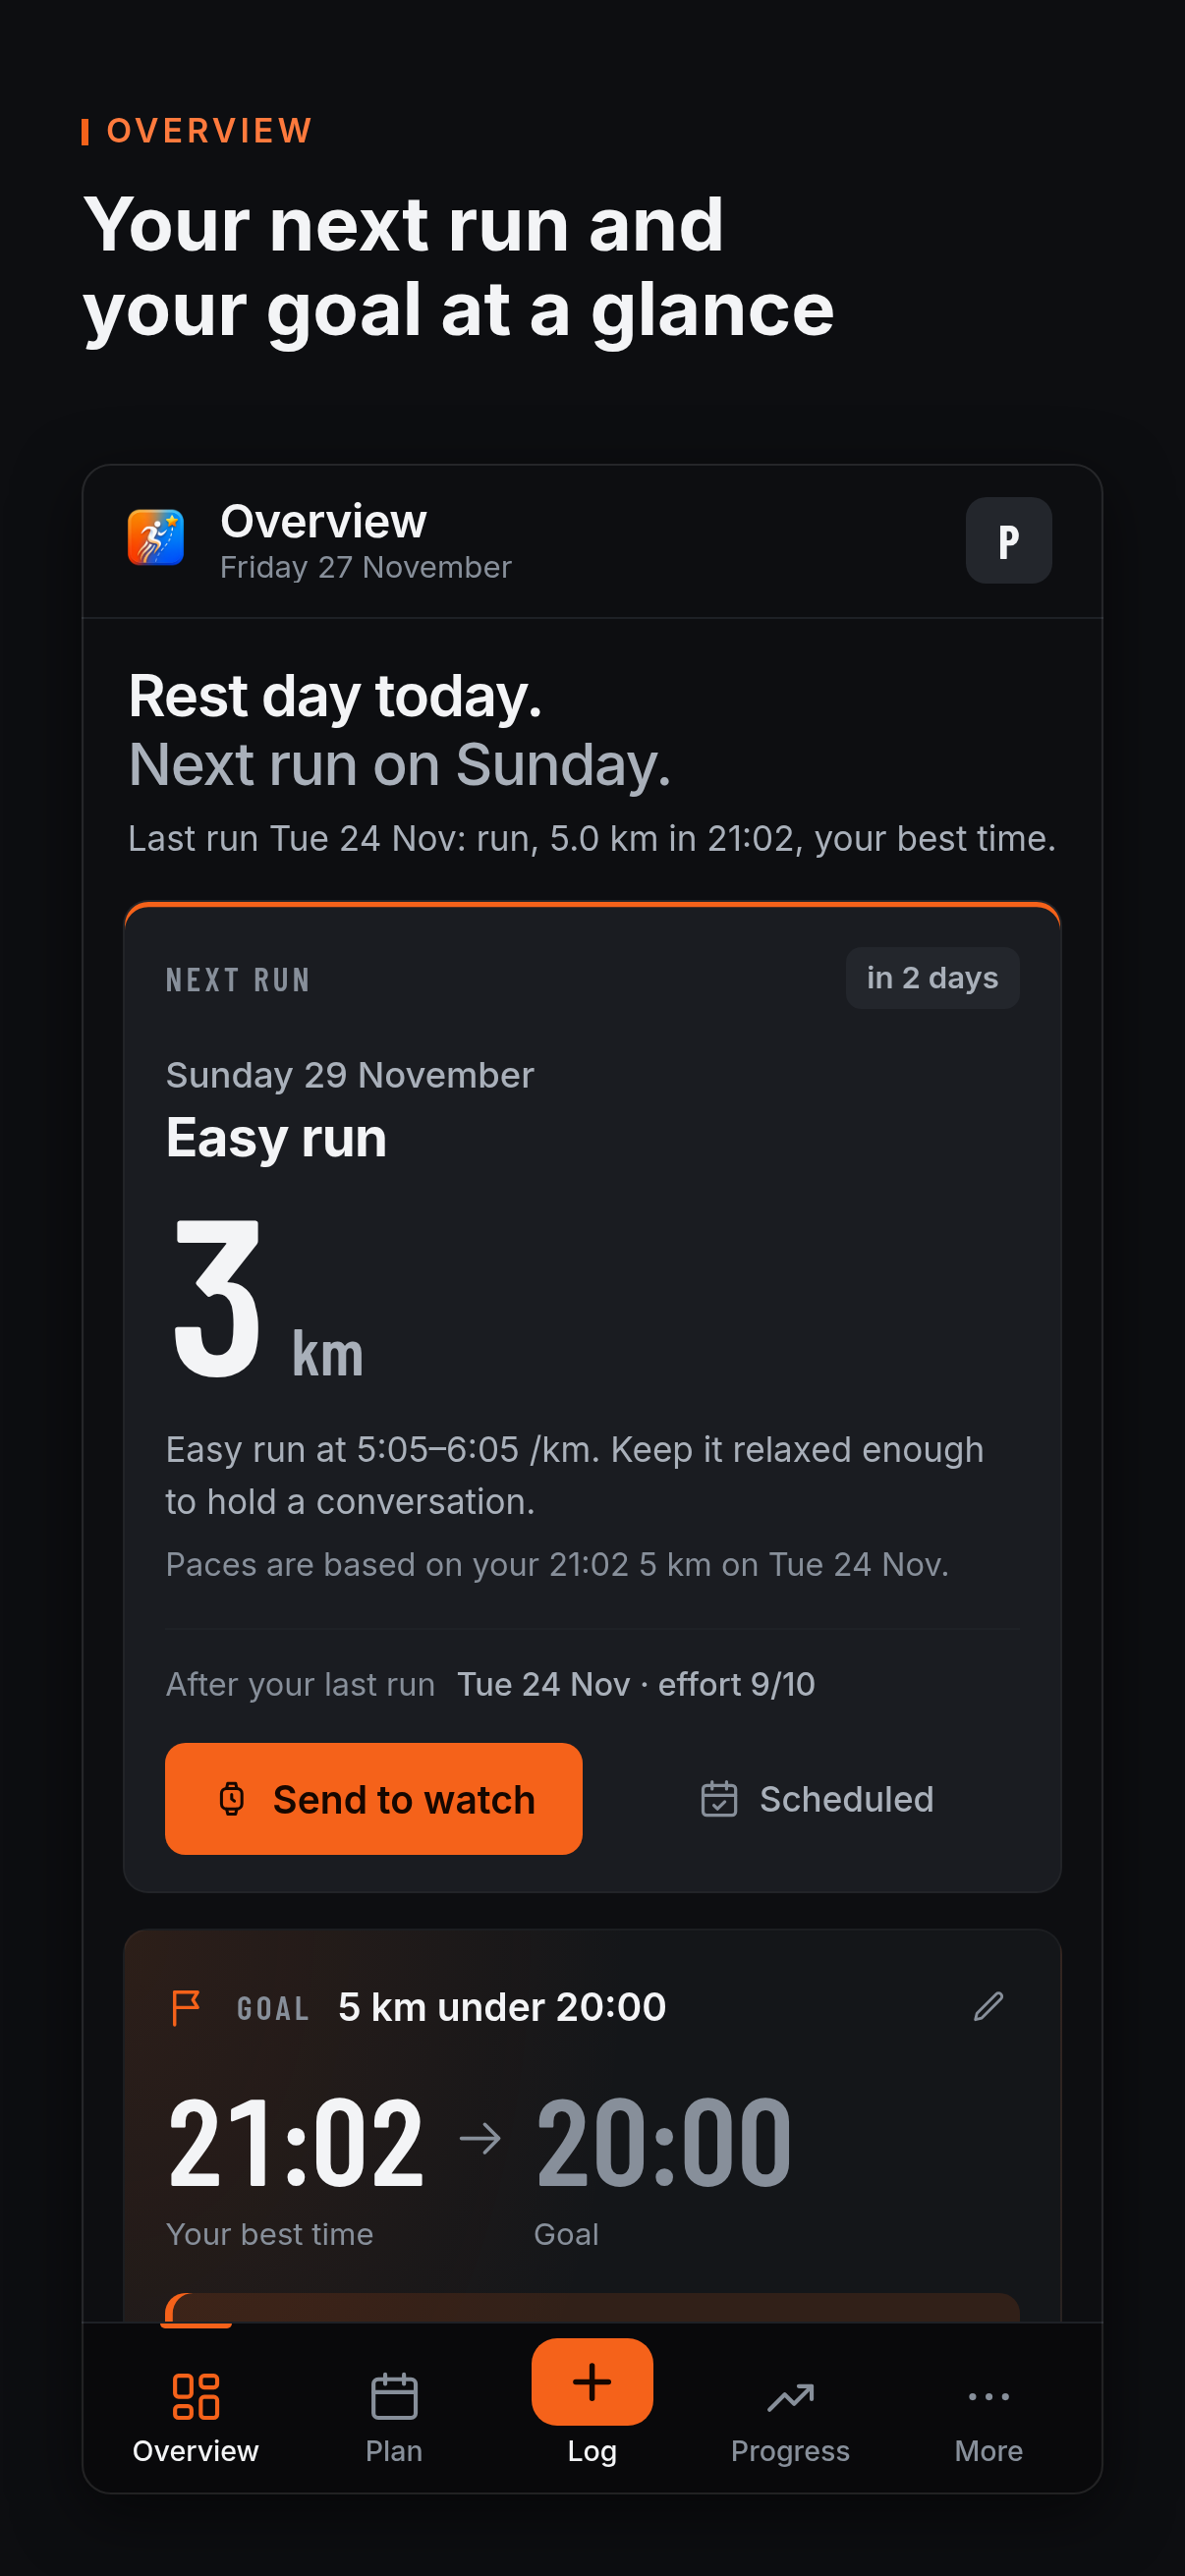 OVERVIEW
Your next run and
your goal at a glance
Overview
Friday 27 November
P
Rest day today.
Next run on Sunday.
Last run Tue 24 Nov: run, 5.0 km in 21:02, your best time.
NEXT RUN
in 2 days
Sunday 29 November
Easy run
3 km
Easy run at 5:05–6:05 /km. Keep it relaxed enough
to hold a conversation.
Paces are based on your 21:02 5 km on Tue 24 Nov.
After your last run Tue 24 Nov · effort 9/10
Send to watch
Scheduled
GOAL 5 km under 20:00
21:02 → 20:00
Your best time
Goal
Overview
Plan
Log
Progress
More